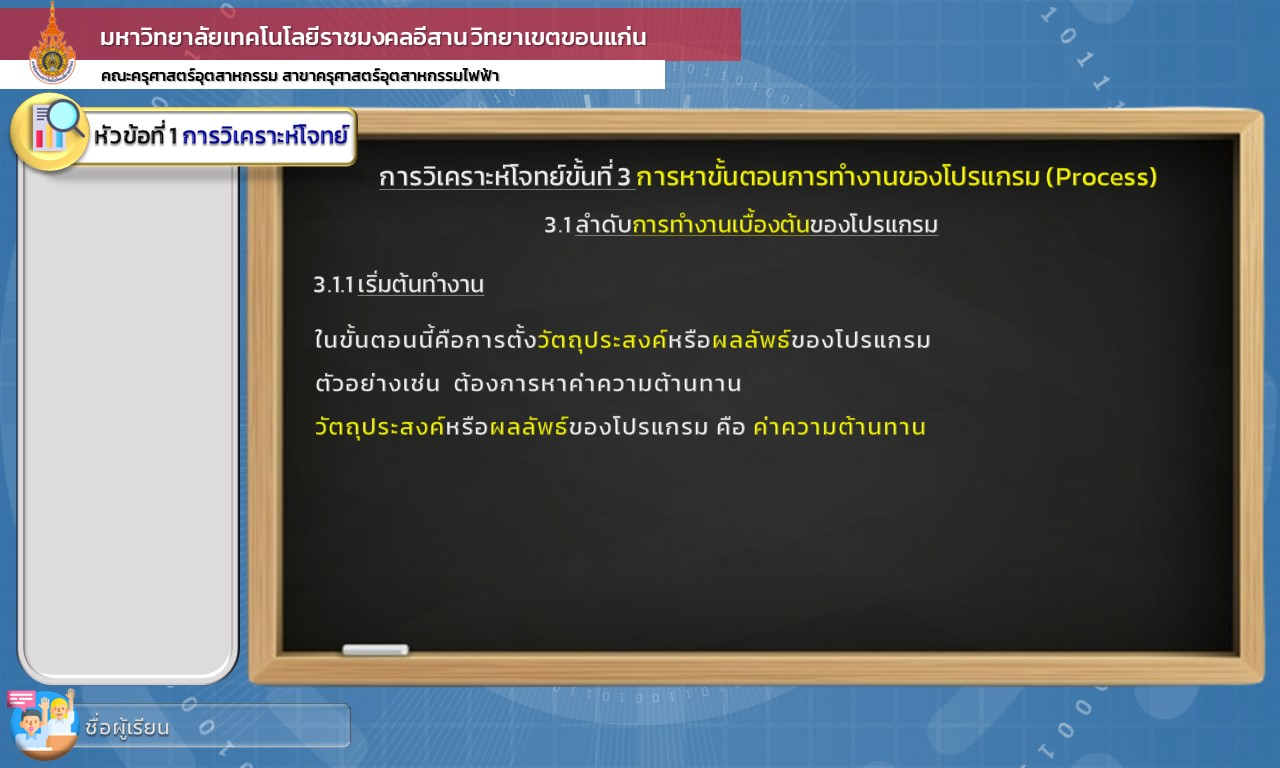 มหาวิทยาลัยเทคโนโลยีราชมงคลอีสาน วิทยาเขตขอนแก่น
คณะครุศาสตร์อุตสาหกรรม สาขาครุศาสตร์อุตสาหกรรมไฟฟ้า
หัวข้อที่ 1 การวิเคราะห์โจทย์
การวิเคราะห์โจทย์ขั้นที่ 3 การหาขั้นตอนการทำงานของโปรแกรม (Process)
3.1 ลำดับการทำงานเบื้องต้นของโปรแกรม
3.1.1 เริ่มต้นทำงาน
ในขั้นตอนนี้คือการตั้งวัตถุประสงค์หรือผลลัพธ์ของโปรแกรม
ตัวอย่างเช่น ต้องการหาค่าความต้านทาน
วัตถุประสงค์หรือผลลัพธ์ของโปรแกรม คือ ค่าความต้านทาน
ชื่อผู้เรียน